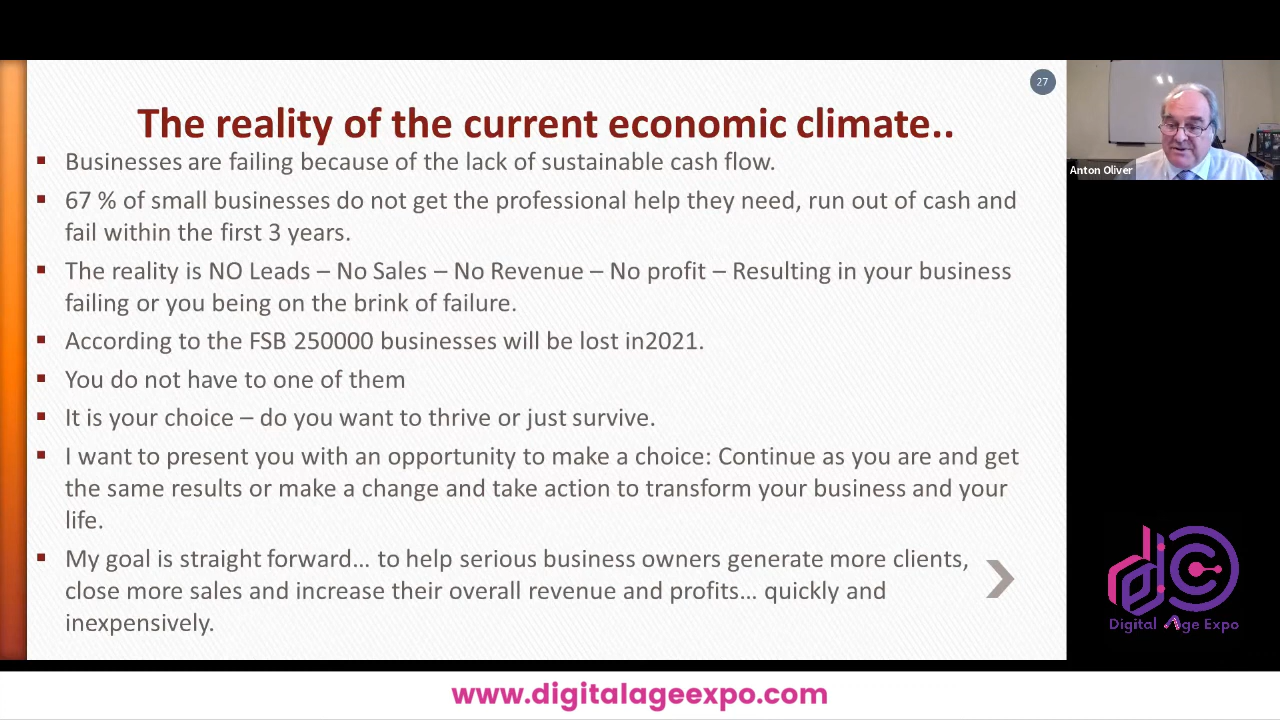 27
The reality of the current economic climate..
Businesses are failing because of the lack of sustainable cash flow.
67 % of small businesses do not get the professional help they need, run out of cash and
fail within the first 3 years.
The reality is NO Leads – No Sales – No Revenue – No profit – Resulting in your business
failing or you being on the brink of failure.
According to the FSB 250000 businesses will be lost in2021.
You do not have to one of them
It is your choice – do you want to thrive or just survive.
I want to present you with an opportunity to make a choice: Continue as you are and get
the same results or make a change and take action to transform your business and your
life.
My goal is straight forward... to help serious business owners generate more clients,
close more sales and increase their overall revenue and profits... quickly and
inexpensively.
Anton Oliver
Digital Age Expo
www.digitalageexpo.com